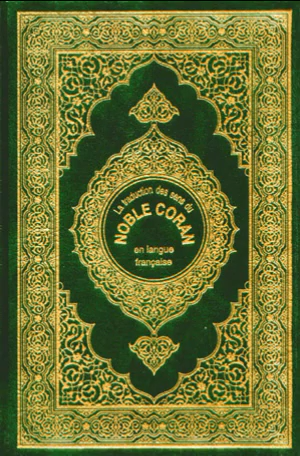 La traduction des sens du
NOBLE CORAN
en langue
française